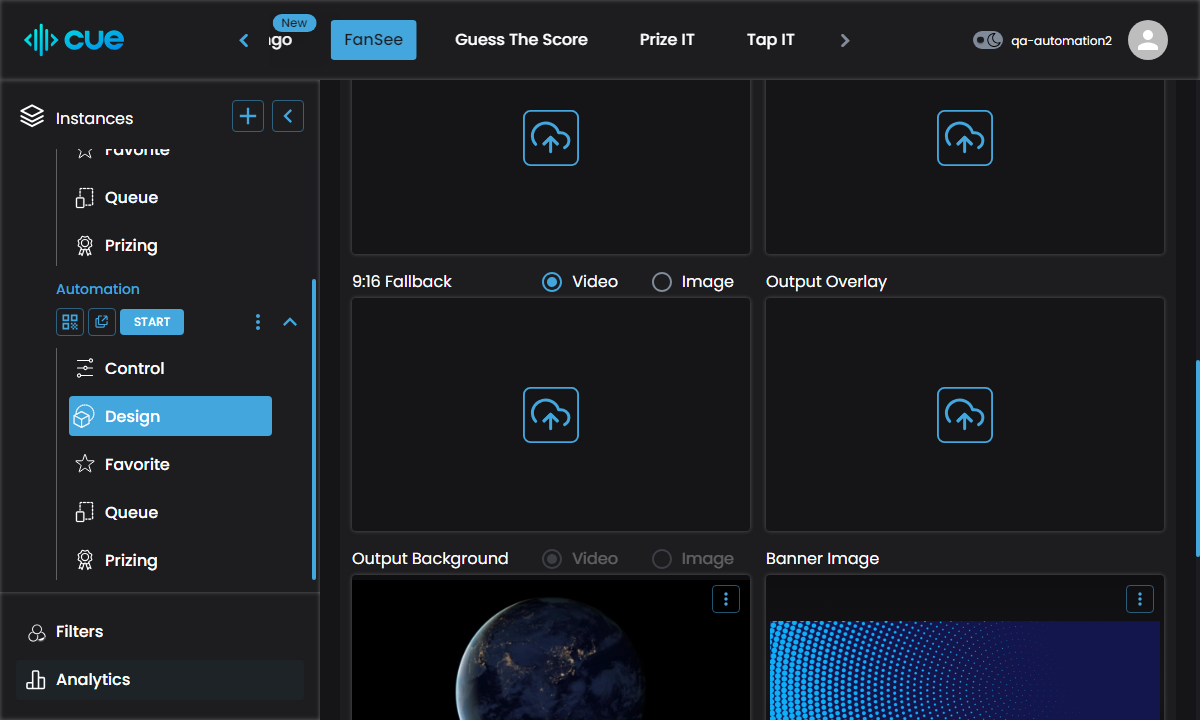 cue
New
FanSee
Guess The Score
Prize IT
Tap IT
qa-automation2
Instances
Favorite
Queue
Prizing
Automation
START
Control
Design
Favorite
Queue
Prizing
Filters
Analytics
9:16 Fallback
Video
Image
Output Overlay
Output Background
Video
Image
Banner Image